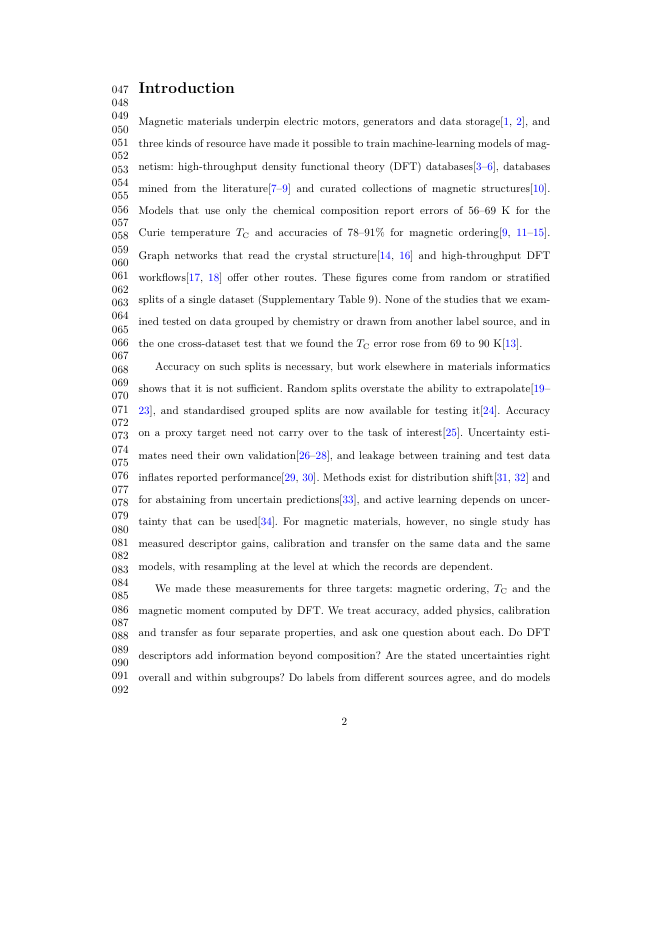 047 Introduction
048
049
Magnetic materials underpin electric motors, generators and data storage[1, 2], and
050
051 three kinds of resource have made it possible to train machine-learning models of mag-
052
053 netism: high-throughput density functional theory (DFT) databases[3–6], databases
054
mined from the literature[7–9] and curated collections of magnetic structures[10].
055
056 Models that use only the chemical composition report errors of 56–69 K for the
057
058 Curie temperature TC and accuracies of 78–91% for magnetic ordering[9, 11–15].
059
Graph networks that read the crystal structure[14, 16] and high-throughput DFT
060
061 workflows[17, 18] offer other routes. These figures come from random or stratified
062
063 splits of a single dataset (Supplementary Table 9). None of the studies that we exam-
064
ined tested on data grouped by chemistry or drawn from another label source, and in
065
066 the one cross-dataset test that we found the TC error rose from 69 to 90 K[13].
067
068 Accuracy on such splits is necessary, but work elsewhere in materials informatics
069
shows that it is not sufficient. Random splits overstate the ability to extrapolate[19–
070
071 23], and standardised grouped splits are now available for testing it[24]. Accuracy
072
073 on a proxy target need not carry over to the task of interest[25]. Uncertainty esti-
074
mates need their own validation[26–28], and leakage between training and test data
075
076 inflates reported performance[29, 30]. Methods exist for distribution shift[31, 32] and
077
078 for abstaining from uncertain predictions[33], and active learning depends on uncer-
079
tainty that can be used[34]. For magnetic materials, however, no single study has
080
081 measured descriptor gains, calibration and transfer on the same data and the same
082
083 models, with resampling at the level at which the records are dependent.
084
We made these measurements for three targets: magnetic ordering, TC and the
085
086 magnetic moment computed by DFT. We treat accuracy, added physics, calibration
087
088 and transfer as four separate properties, and ask one question about each. Do DFT
089
descriptors add information beyond composition? Are the stated uncertainties right
090
091 overall and within subgroups? Do labels from different sources agree, and do models
092
2